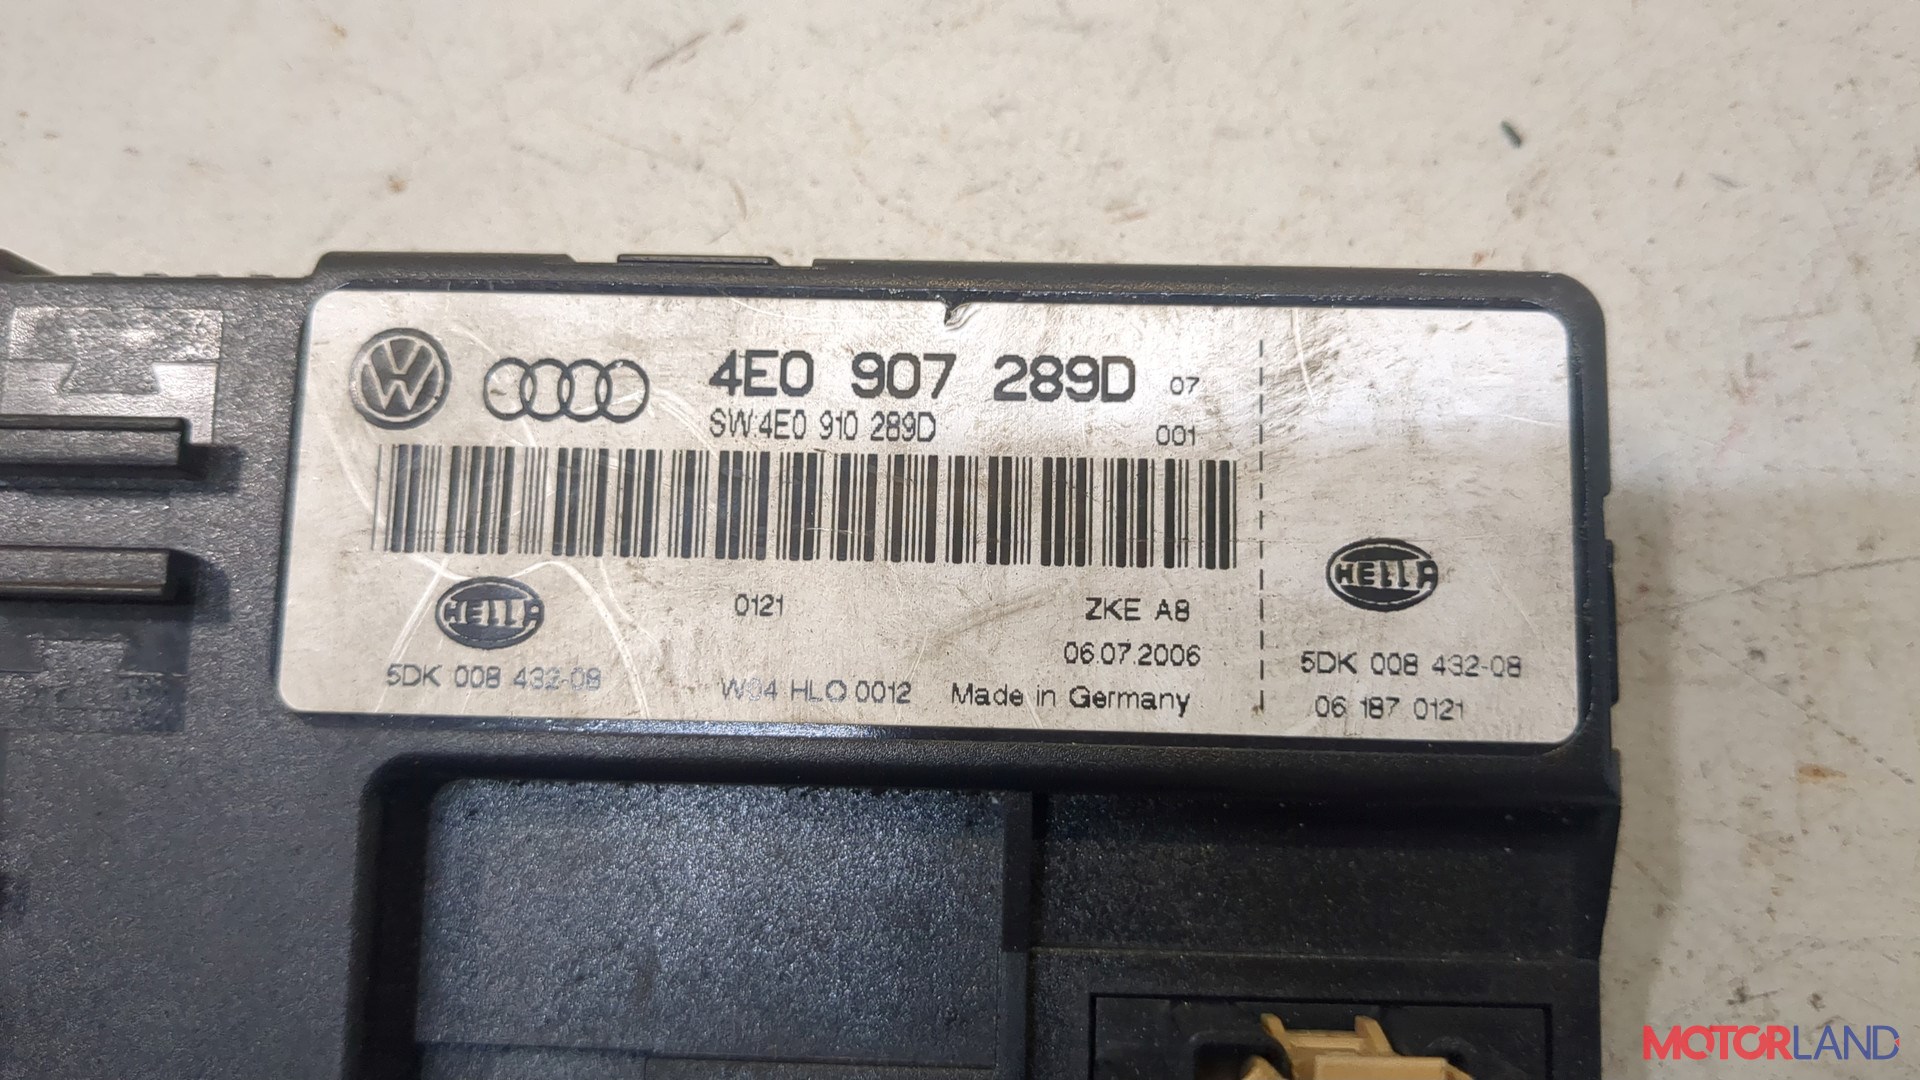 4E0 907 289D 07
SW:4E0 910 289D 001
HELLA
0121
ZKE A8
HELLA
06.07.2006
5DK 008 432-08
W04 HLO 0012
Made in Germany
5DK 008 432-08
06 187 0121
MOTORLAND